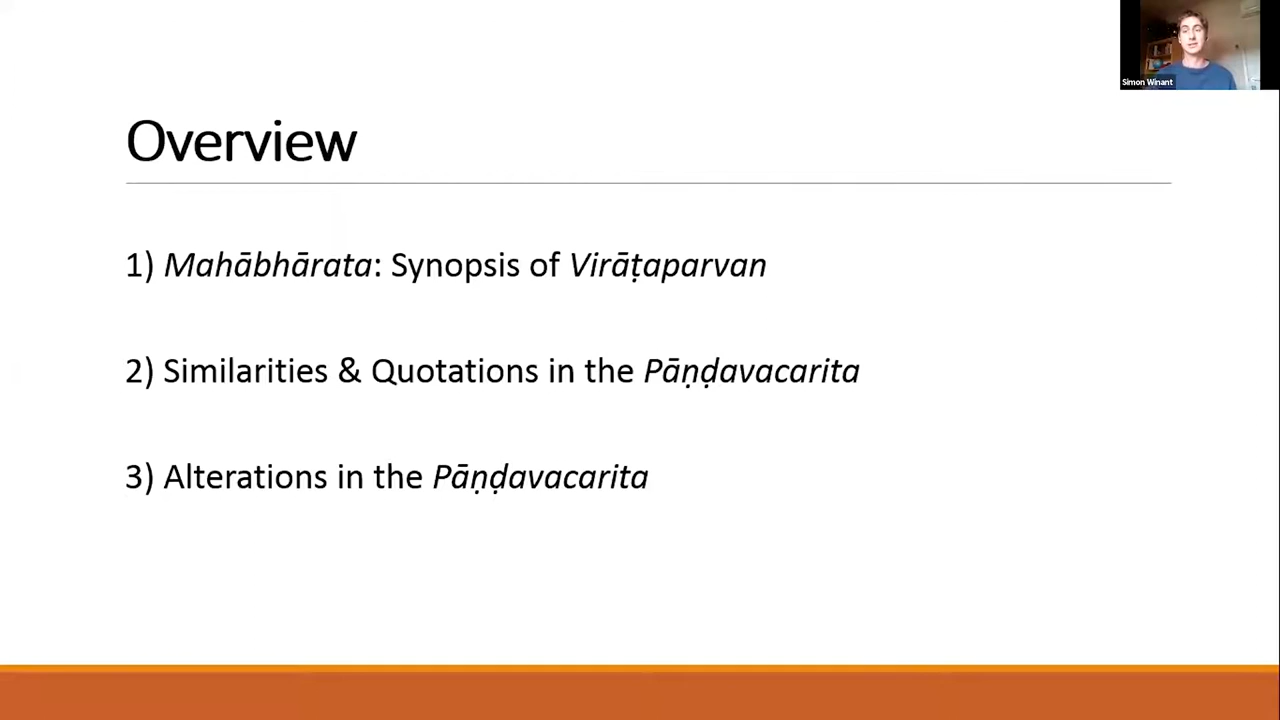 Simon Winant
Overview
1) Mahābhārata: Synopsis of Virāṭaparvan
2) Similarities & Quotations in the Pāṇḍavacarita
3) Alterations in the Pāṇḍavacarita